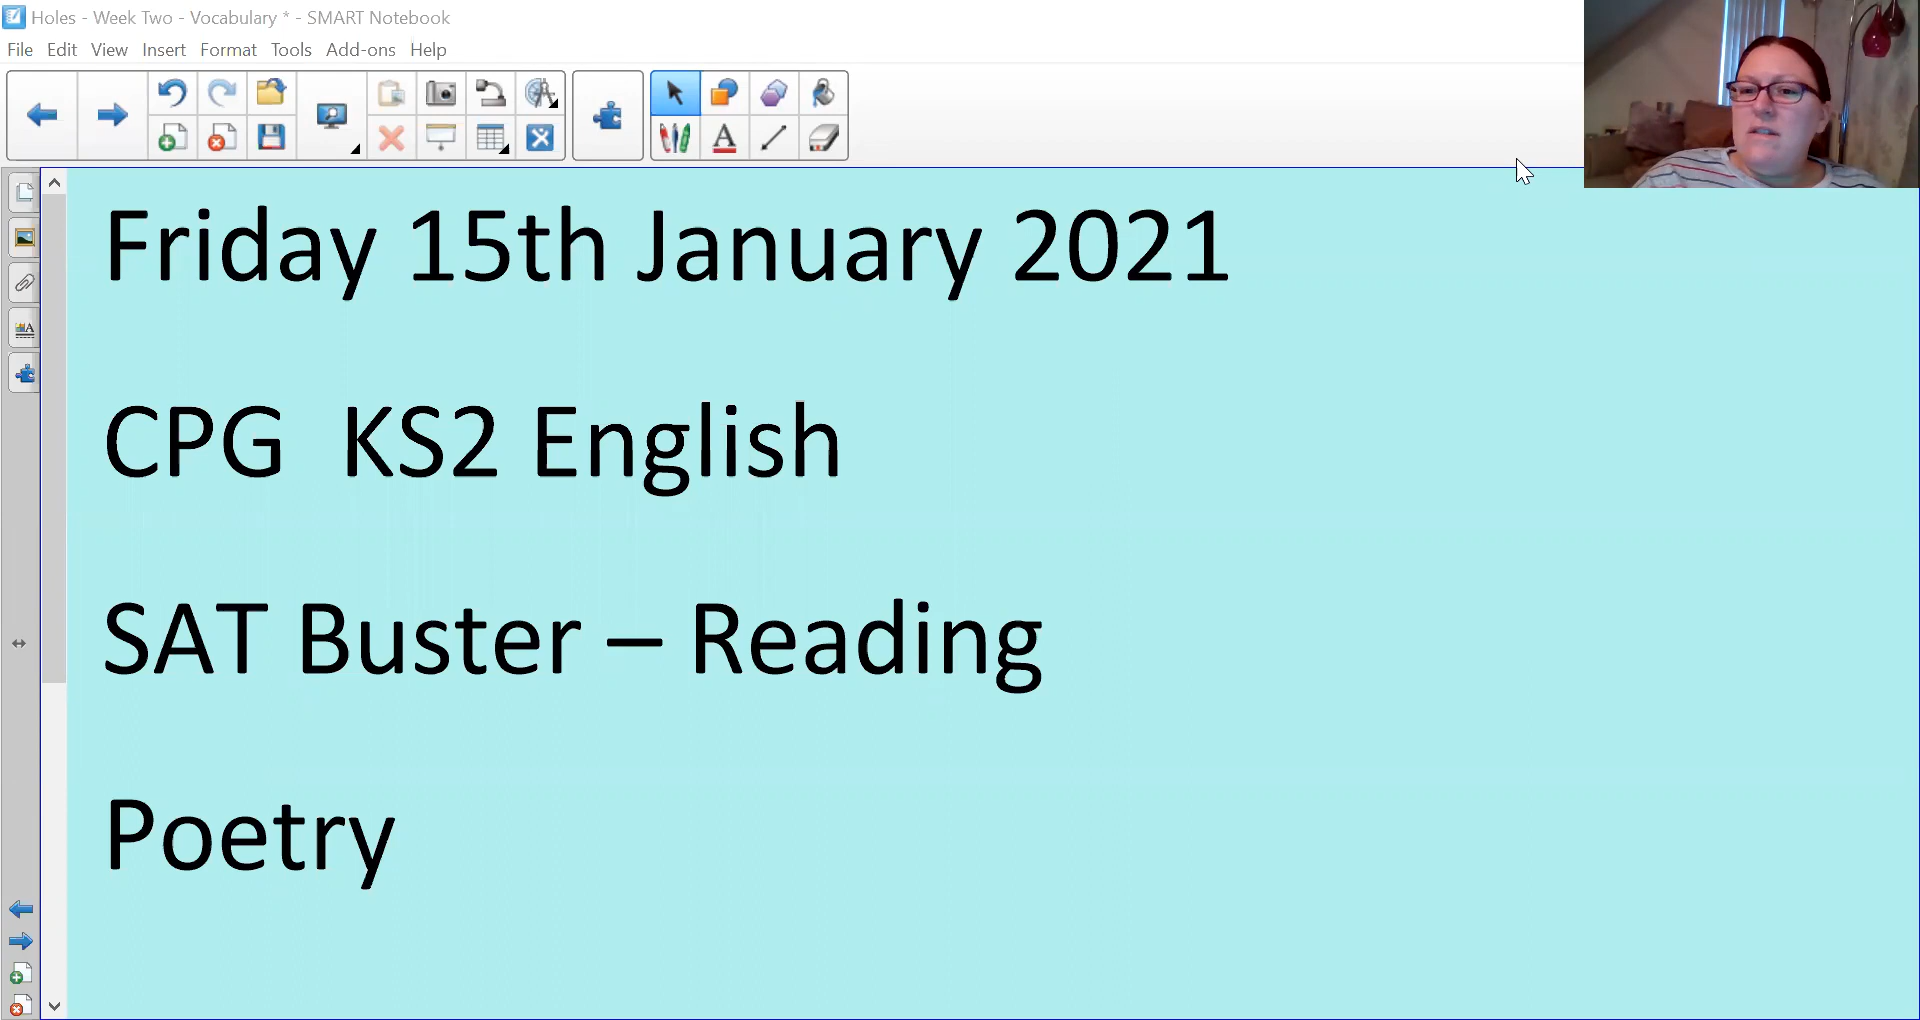 Holes - Week Two - Vocabulary * - SMART Notebook
File Edit View Insert Format Tools Add-ons Help
Friday 15th January 2021
CPG KS2 English
SAT Buster – Reading
Poetry